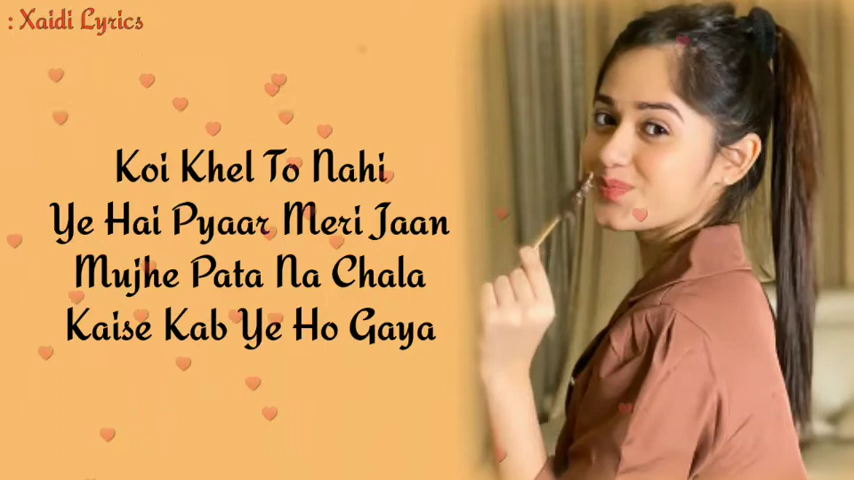 : Xaidi Lyrics
Koi Khel To Nahi
Ye Hai Pyaar Meri Jaan
Mujhe Pata Na Chala
Kaise Kab Ye Ho Gaya